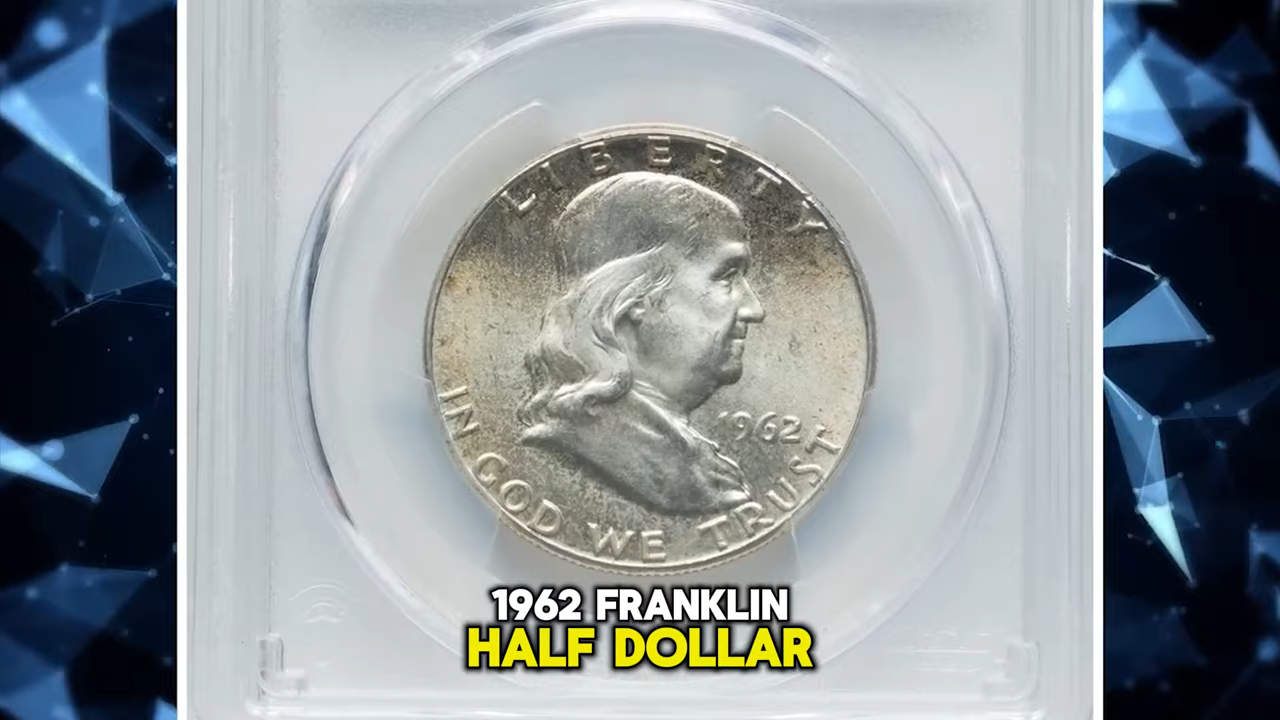 LIBERTY
1962
IN GOD WE TRUST
1962 FRANKLIN
HALF DOLLAR